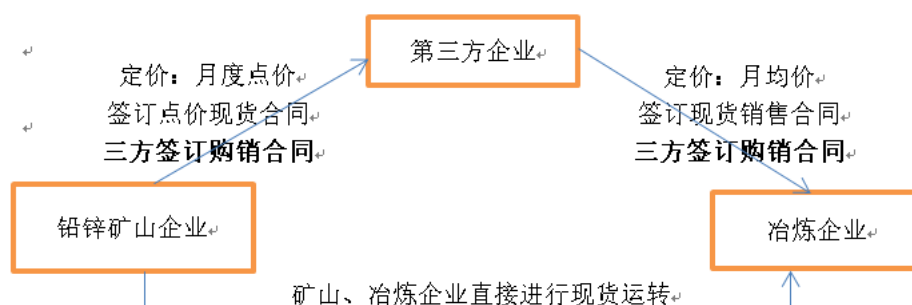 第三方企业
定价：月度点价
签订点价现货合同
三方签订购销合同
定价：月均价
签订现货销售合同
三方签订购销合同
铅锌矿山企业
冶炼企业
矿山、冶炼企业直接进行现货运转